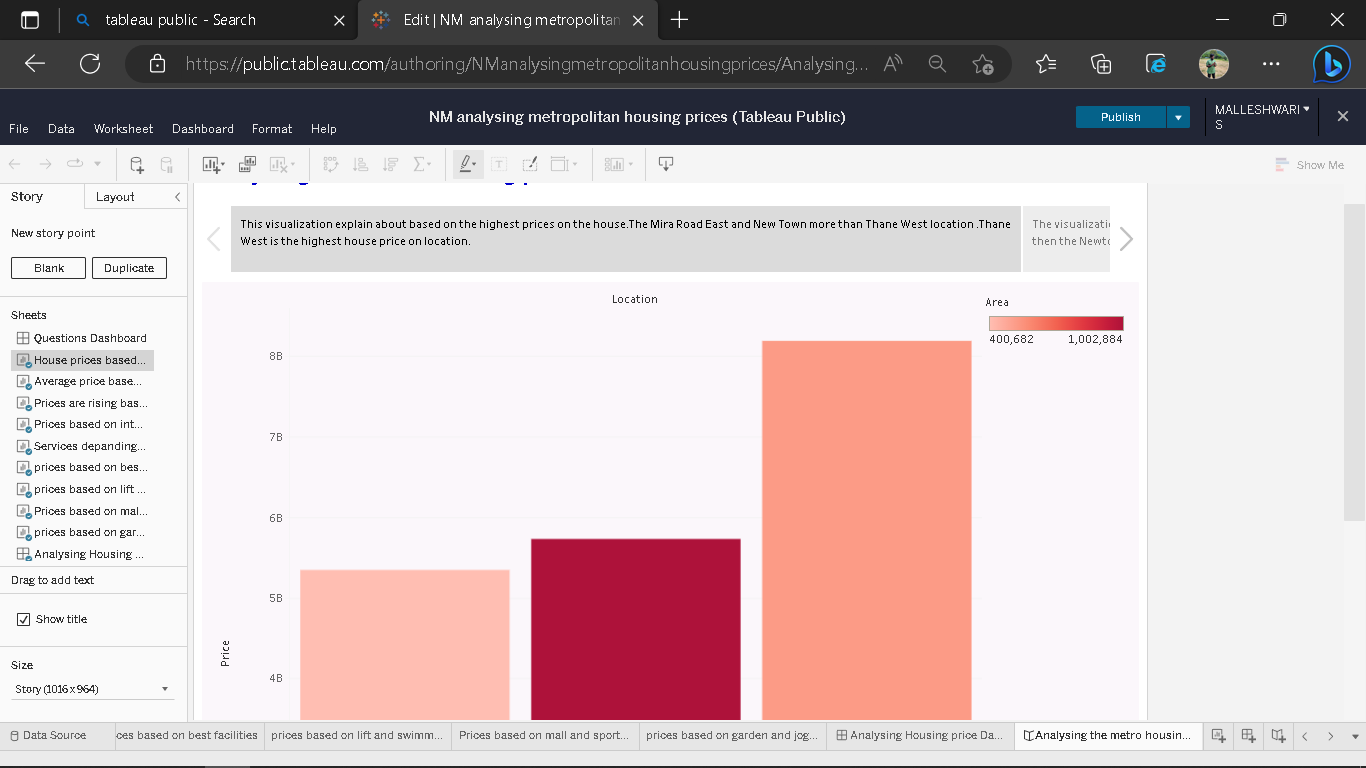 tableau public - Search
Edit | NM analysing metropolitan
https://public.tableau.com/authoring/NManalysingmetropolitanhousingprices/Analysing...
NM analysing metropolitan housing prices (Tableau Public)
Publish
MALLESHWARI
S
File Data Worksheet Dashboard Format Help
Show Me
Story Layout
New story point
Blank Duplicate
Sheets
Questions Dashboard
House prices based...
Average price base...
Prices are rising bas...
Prices based on int...
Services depanding...
prices based on bes...
prices based on lift ...
Prices based on mal...
prices based on gar...
Analysing Housing ...
Drag to add text
Show title
Size
Story (1016 x 964)
This visualization explain about based on the highest prices on the house.The Mira Road East and New Town more than Thane West location .Thane
West is the highest house price on location.
The visualizatio
then the Newto
Location
Area
400,682 1,002,884
8B
7B
6B
5B
4B
Price
Data Source
ces based on best facilities
prices based on lift and swimm...
Prices based on mall and sport...
prices based on garden and jog...
Analysing Housing price Da...
Analysing the metro housin...